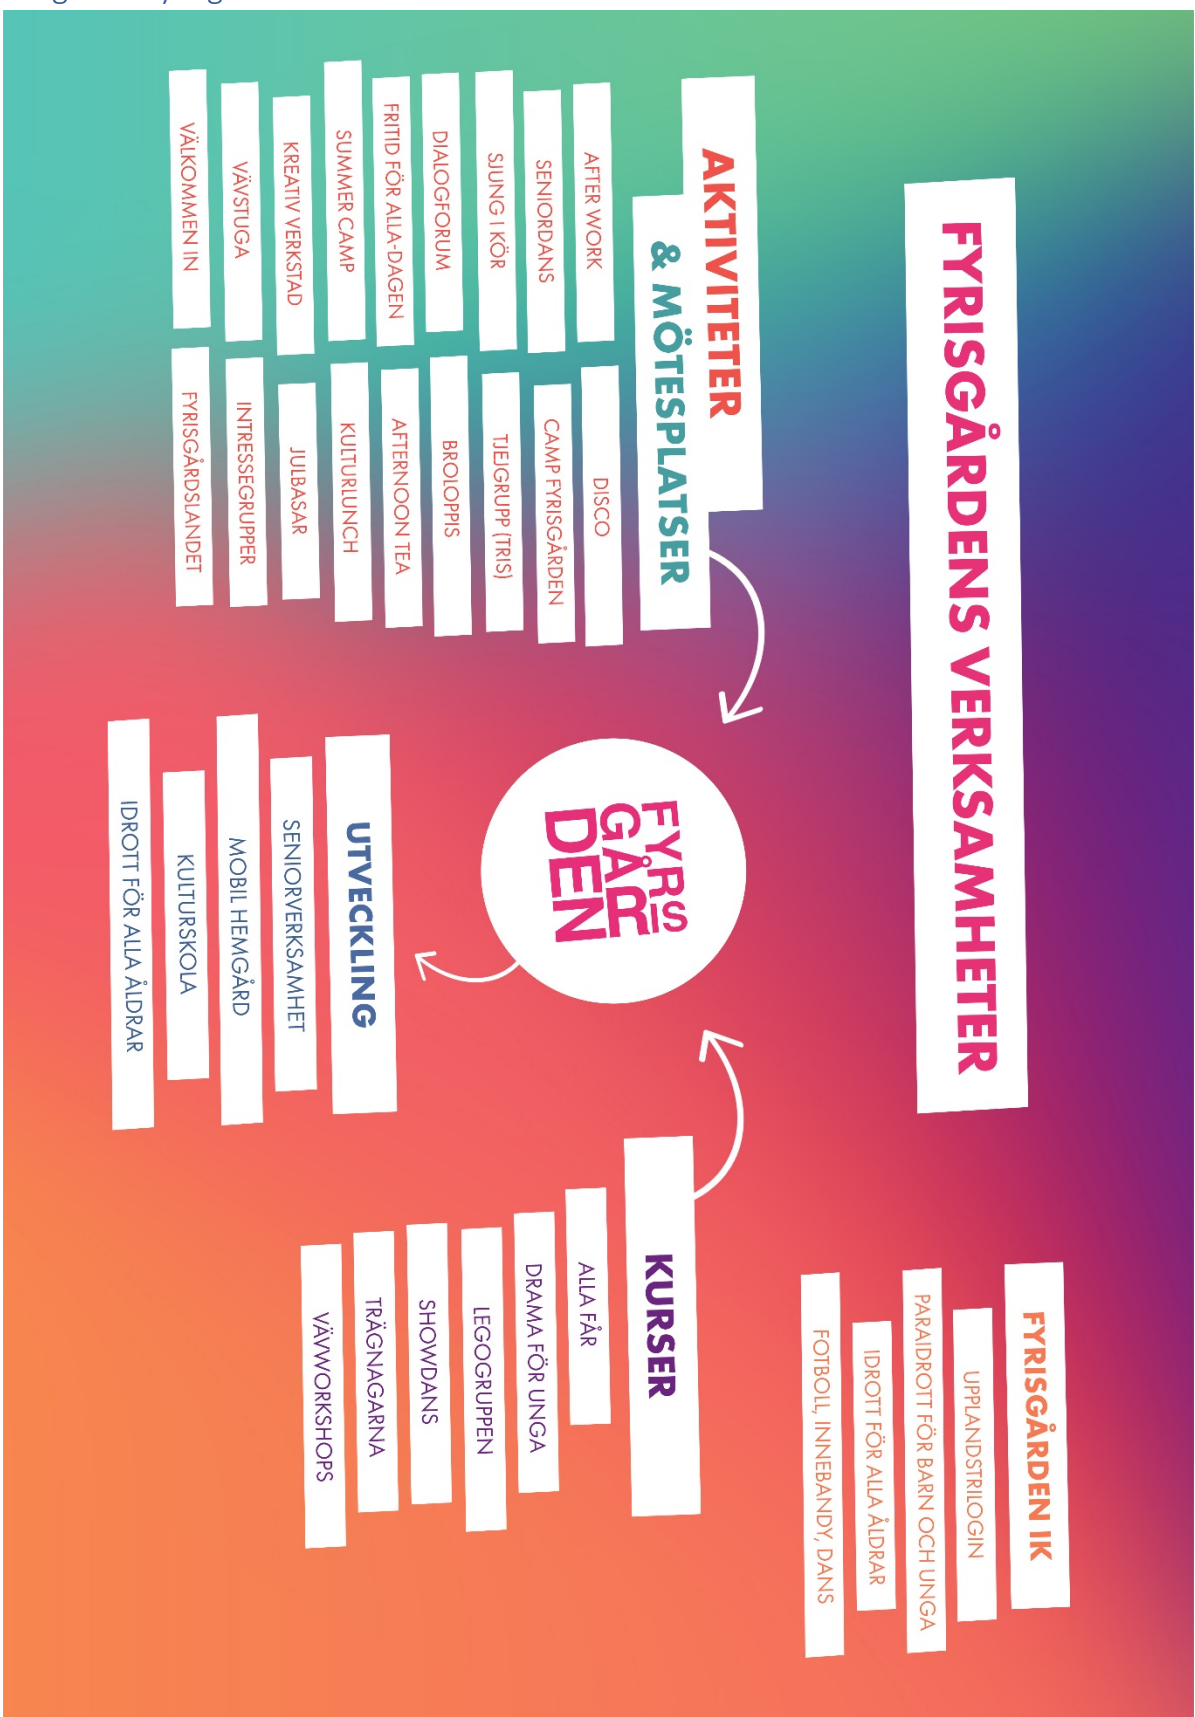 FYRISGÅRDENS VERKSAMHETER
AKTIVITETER
& MÖTESPLATSER
AFTER WORK
SENIORDANS
SJUNG I KÖR
DIALOGFORUM
FRITID FÖR ALLA-DAGEN
SUMMER CAMP
KREATIV VERKSTAD
VÄVSTUGA
VÄLKOMMEN IN
DISCO
CAMP FYRISGÅRDEN
TJEJGRUPP (TRIS)
BROLOPPIS
AFTERNOON TEA
KULTURLUNCH
JULBASAR
INTRESSEGRUPPER
FYRISGÅRDSLANDET
FYRIS
GÅR
DEN
UTVECKLING
SENIORVERKSAMHET
MOBIL HEMGÅRD
KULTURSKOLA
IDROTT FÖR ALLA ÅLDRAR
KURSER
ALLA FÅR
DRAMA FÖR UNGA
LEGOGRUPPEN
SHOWDANS
TRÄGNAGARNA
VÄVWORKSHOPS
FYRISGÅRDEN IK
UPPLANDSTRILOGIN
PARAIDROTT FÖR BARN OCH UNGA
IDROTT FÖR ALLA ÅLDRAR
FOTBOLL, INNEBANDY, DANS